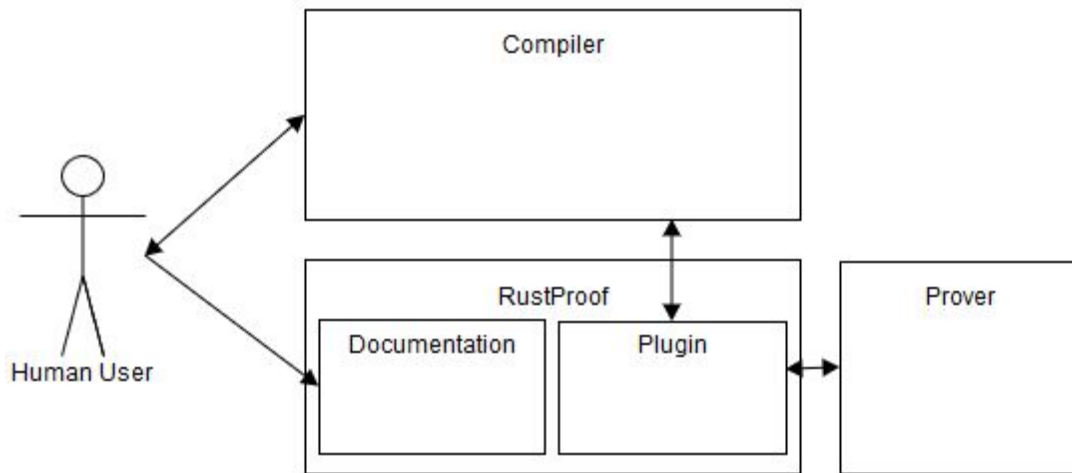 Compiler
RustProof
Prover
Documentation
Plugin
Human User